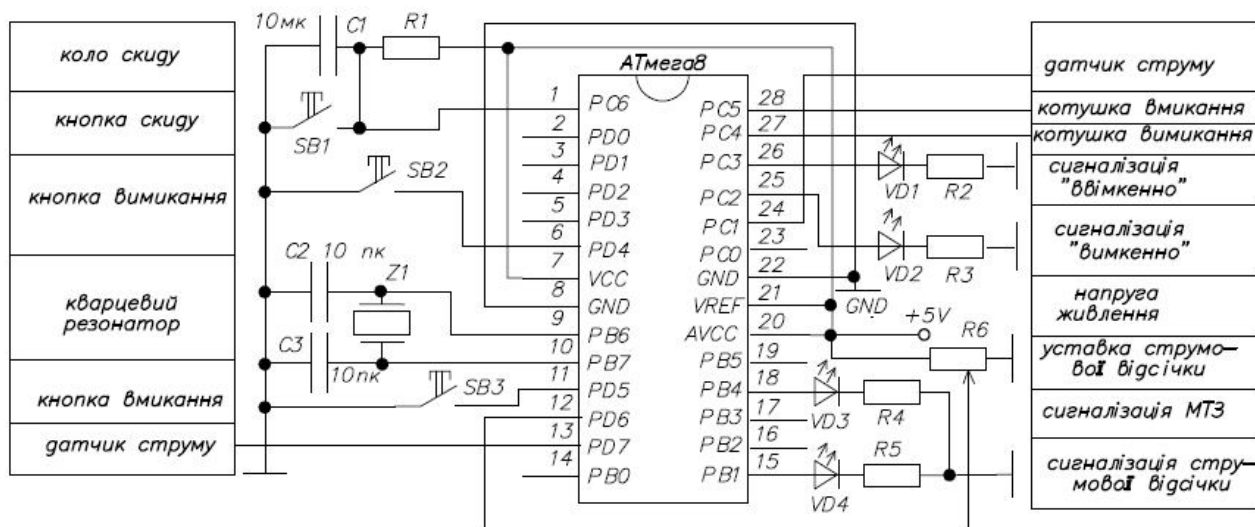 коло скиду
кнопка скиду
кнопка вимикання
кварцевий
резонатор
кнопка вмикання
датчик струму
10мк
C1
R1
SB1
SB2
C2 10 пк
Z1
C3
10пк
SB3
АТмега8
1 PC6
2 PD0
3 PD1
4 PD2
5 PD3
6 PD4
7 VCC
8 GND
9 PB6
10 PB7
11 PD5
12 PD6
13 PD7
14 PB0
PC5 28
PC4 27
PC3 26
PC2 25
PC1 24
PC0 23
GND 22
VREF 21
AVCC 20
PB5 19
PB4 18
PB3 17
PB2 16
PB1 15
VD1
R2
VD2
R3
GND
+5V
R6
VD3
R4
R5
VD4
датчик струму
котушка вмикання
котушка вимикання
сигналізація
"ввімкенно"
сигналізація
"вимкенно"
напруга
живлення
уставка струмо-
вої відсічки
сигналізація МТЗ
сигналізація стру-
мової відсічки